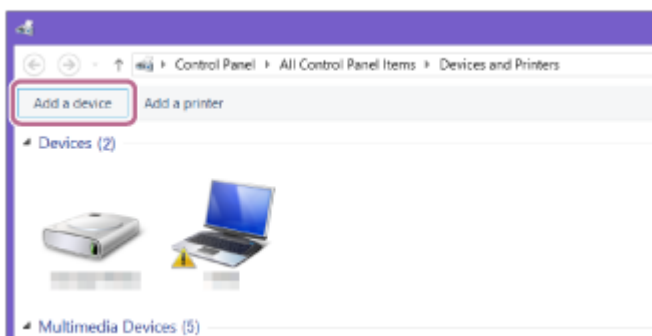 Control Panel All Control Panel Items Devices and Printers
Add a device Add a printer
Devices (2)
Multimedia Devices (5)